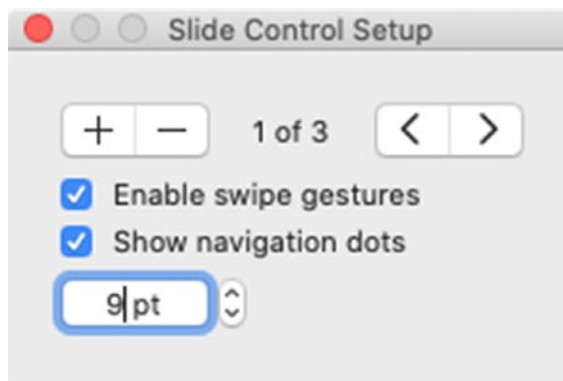 Slide Control Setup
1 of 3
Enable swipe gestures
Show navigation dots
9 pt